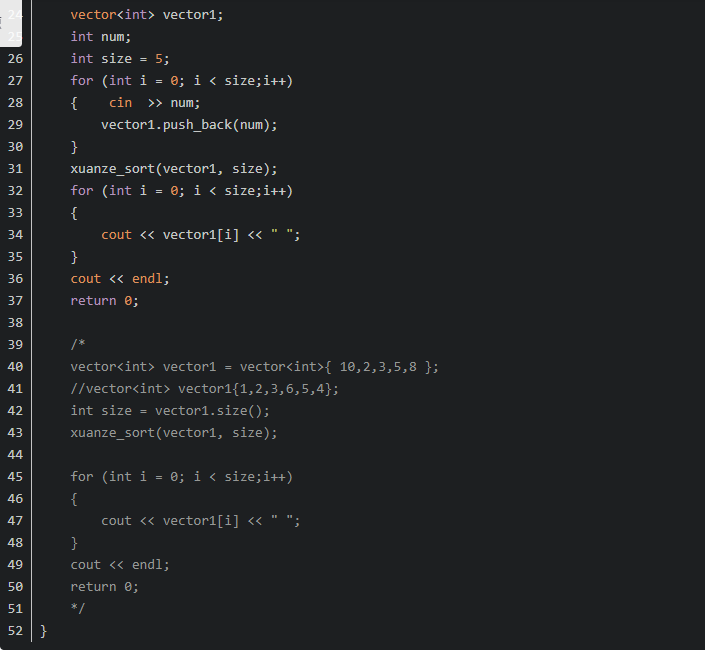 24 vector<int> vector1;
25 int num;
26 int size = 5;
27 for (int i = 0; i < size;i++)
28 {    cin  >> num;
29 vector1.push_back(num);
30 }
31 xuanze_sort(vector1, size);
32 for (int i = 0; i < size;i++)
33 {
34 cout << vector1[i] << " ";
35 }
36 cout << endl;
37 return 0;
38
39 /*
40 vector<int> vector1 = vector<int>{ 10,2,3,5,8 };
41 //vector<int> vector1{1,2,3,6,5,4};
42 int size = vector1.size();
43 xuanze_sort(vector1, size);
44
45 for (int i = 0; i < size;i++)
46 {
47 cout << vector1[i] << " ";
48 }
49 cout << endl;
50 return 0;
51 */
52 }